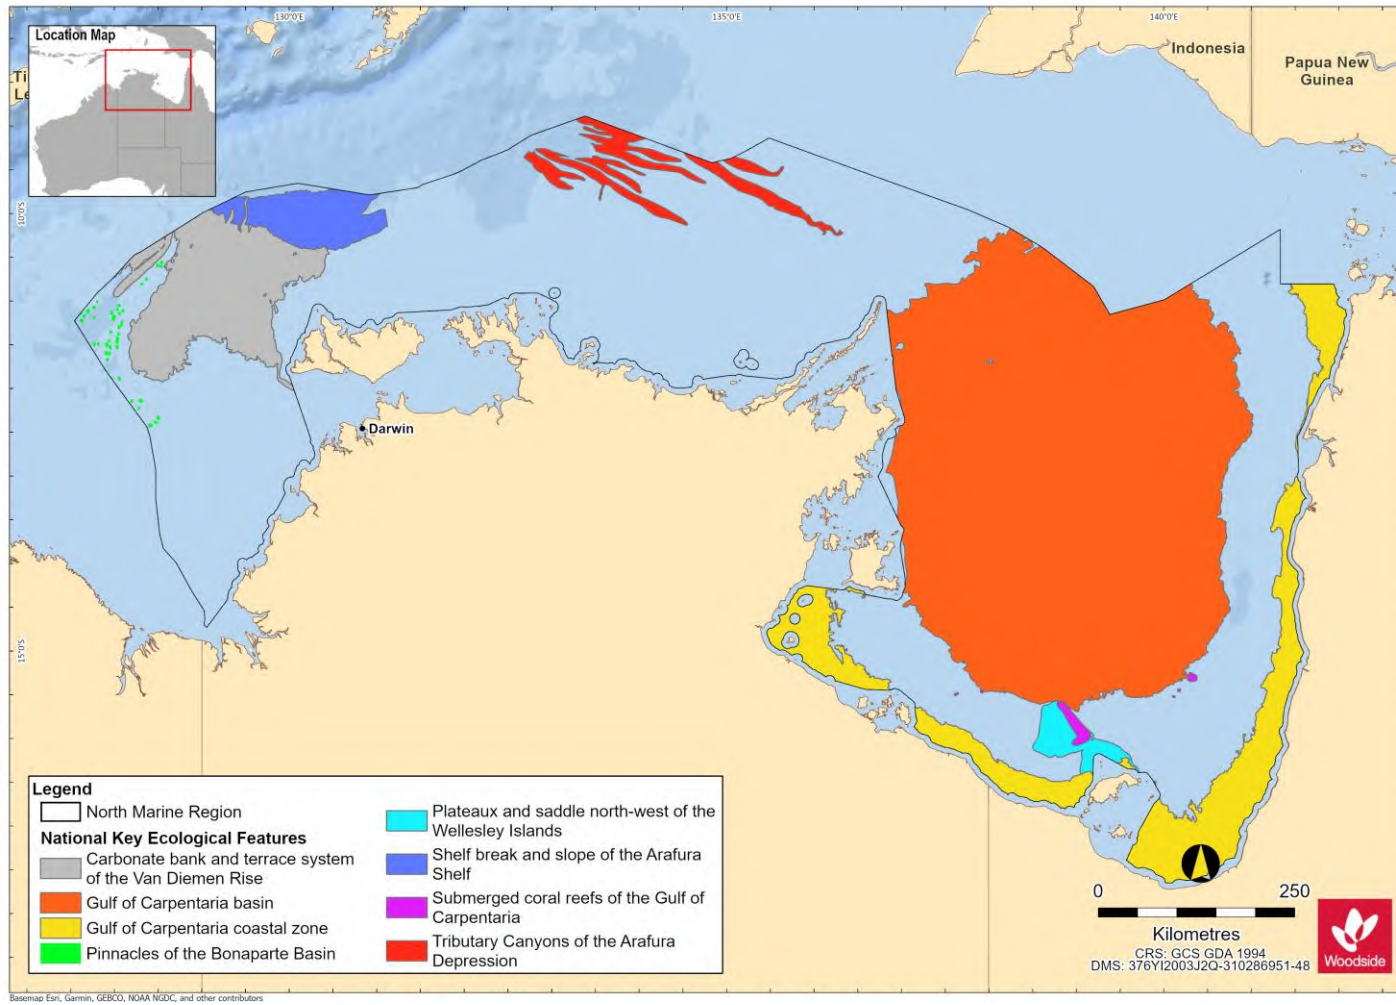 130°0'E
135°0'E
140°0'E
Location Map
Ti
Le
Indonesia
Papua New
Guinea
10°0'S
Darwin
15°0'S
Legend
North Marine Region
National Key Ecological Features
Carbonate bank and terrace system
of the Van Diemen Rise
Gulf of Carpentaria basin
Gulf of Carpentaria coastal zone
Pinnacles of the Bonaparte Basin
Plateaux and saddle north-west of the
Wellesley Islands
Shelf break and slope of the Arafura
Shelf
Submerged coral reefs of the Gulf of
Carpentaria
Tributary Canyons of the Arafura
Depression
0 250
Kilometres
CRS: GCS GDA 1994
DMS: 376YI2003J2Q-310286951-48
Woodside
Basemap Esri, Garmin, GEBCO, NOAA NGDC, and other contributors